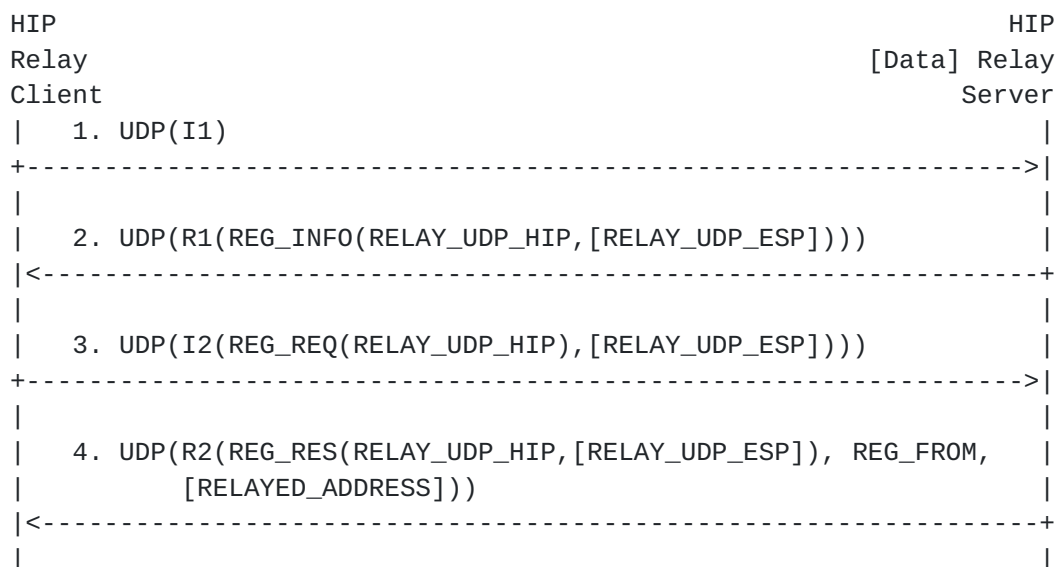 HIP                                                              HIP
Relay                                                   [Data] Relay
Client                                                        Server
|   1. UDP(I1)                                                     |
+---------------------------------------------------------------->|
|                                                                  |
|   2. UDP(R1(REG_INFO(RELAY_UDP_HIP,[RELAY_UDP_ESP])))            |
|<-----------------------------------------------------------------+
|                                                                  |
|   3. UDP(I2(REG_REQ(RELAY_UDP_HIP),[RELAY_UDP_ESP])))            |
+---------------------------------------------------------------->|
|                                                                  |
|   4. UDP(R2(REG_RES(RELAY_UDP_HIP,[RELAY_UDP_ESP]), REG_FROM,    |
|          [RELAYED_ADDRESS]))                                     |
|<-----------------------------------------------------------------+
|                                                                  |